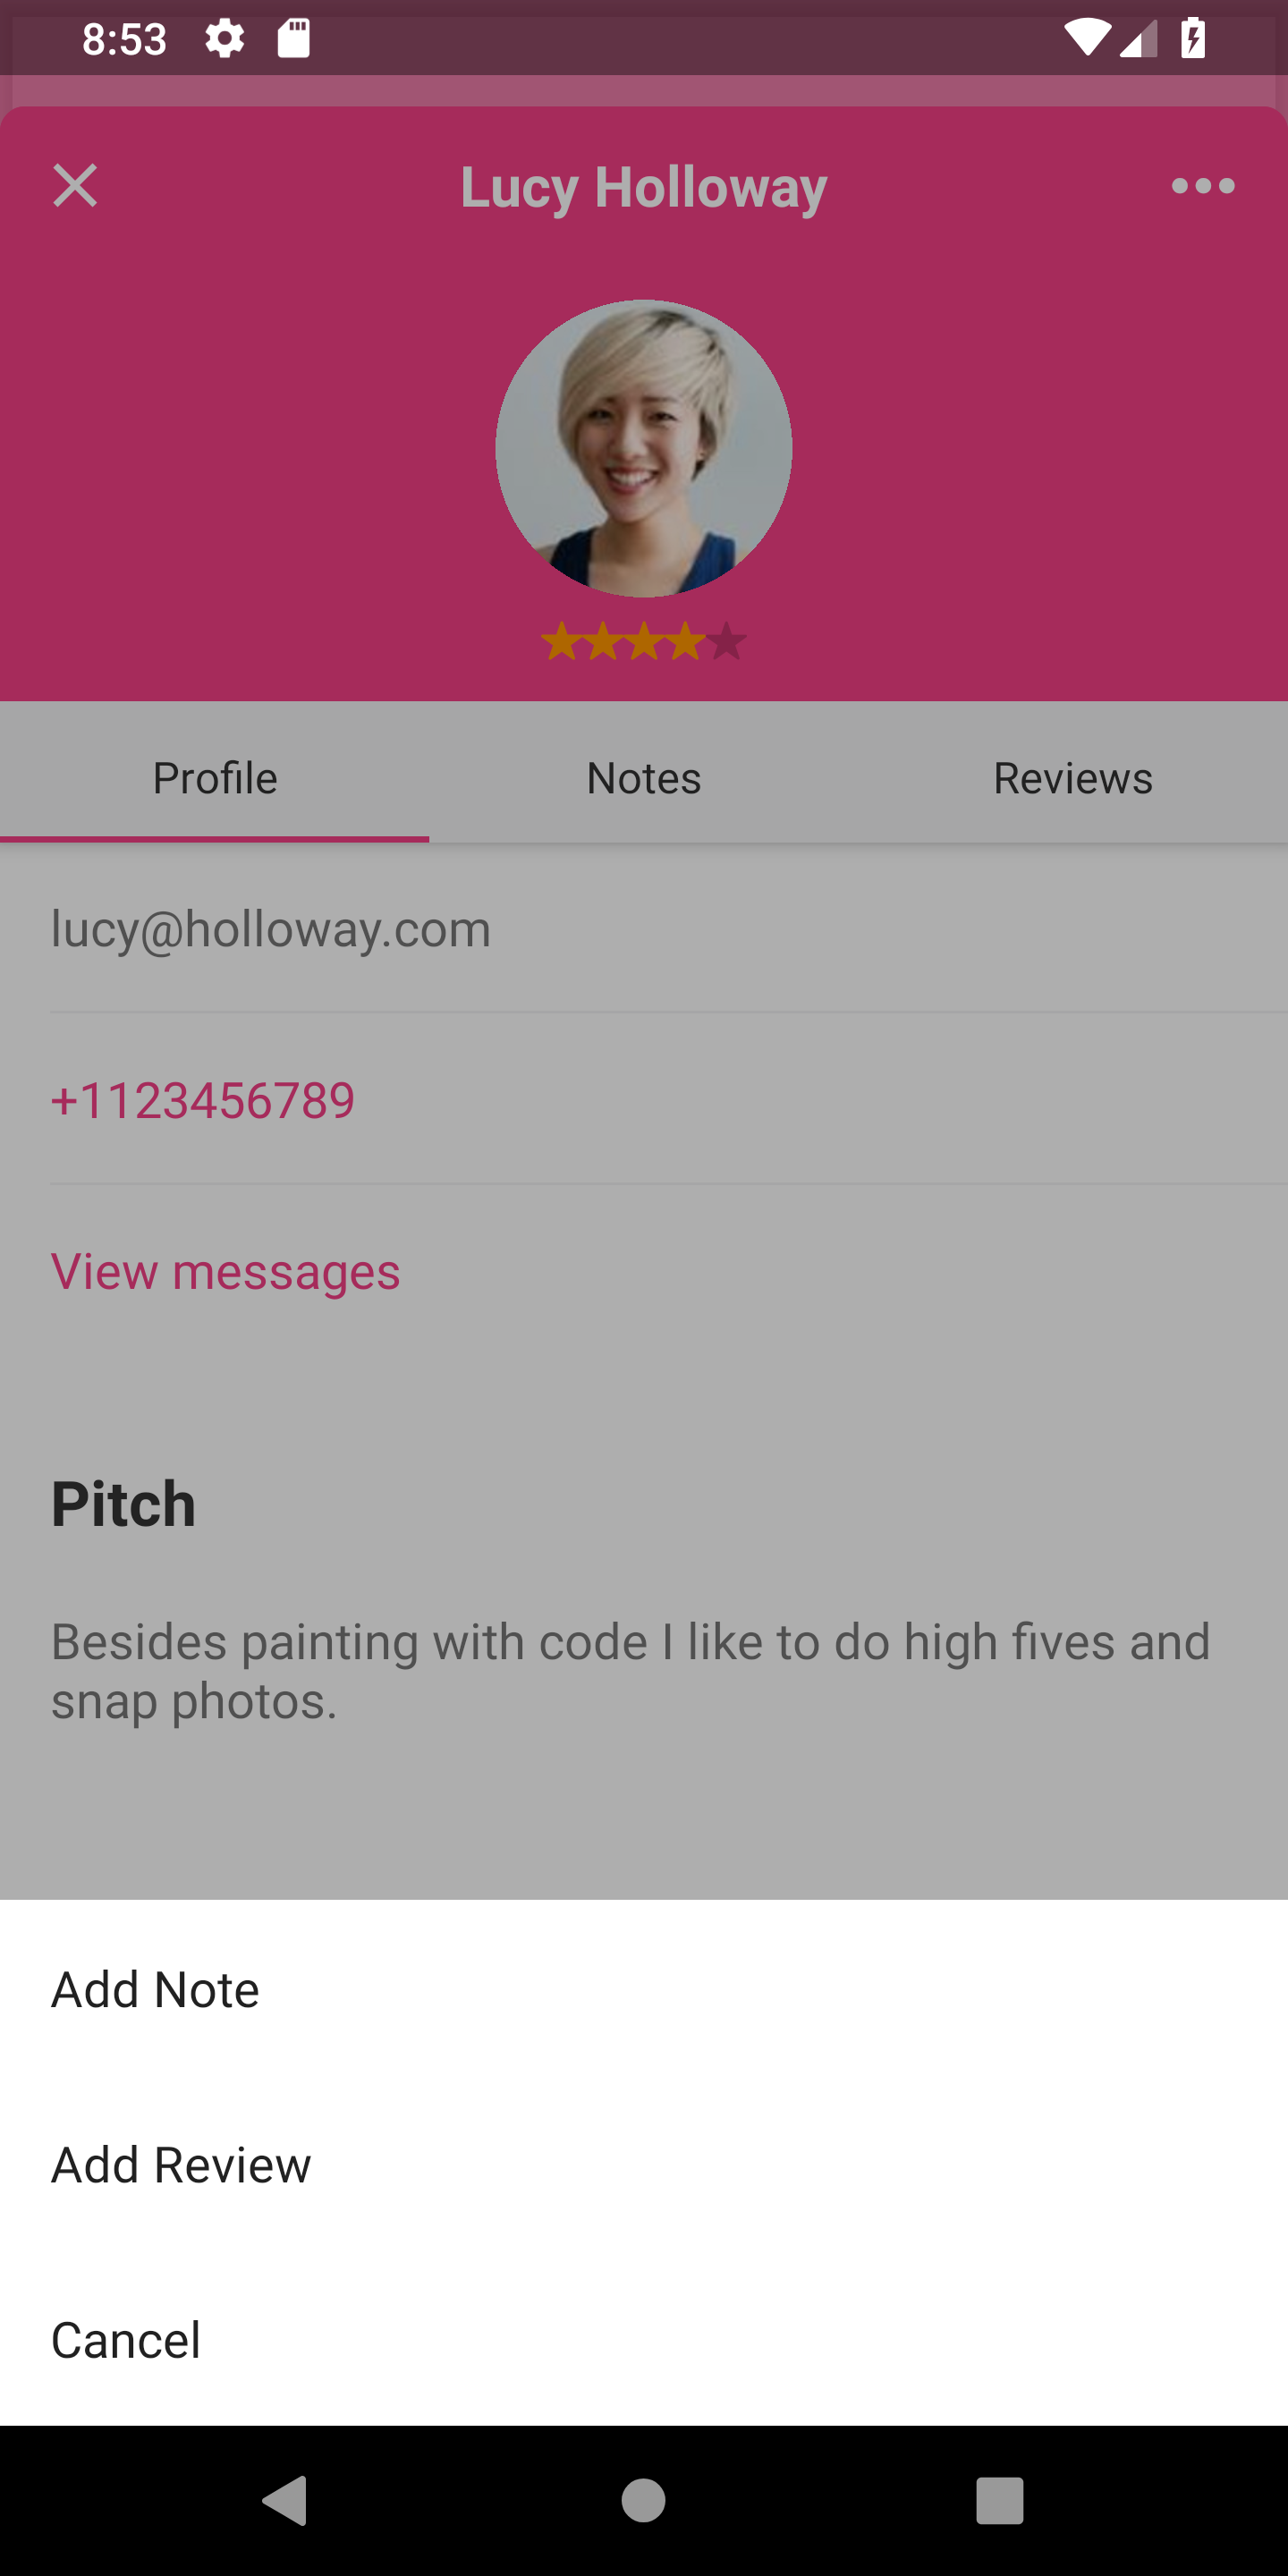 8:53
Lucy Holloway
Profile
Notes
Reviews
lucy@holloway.com
+1123456789
View messages
Pitch
Besides painting with code I like to do high fives and
snap photos.
Add Note
Add Review
Cancel